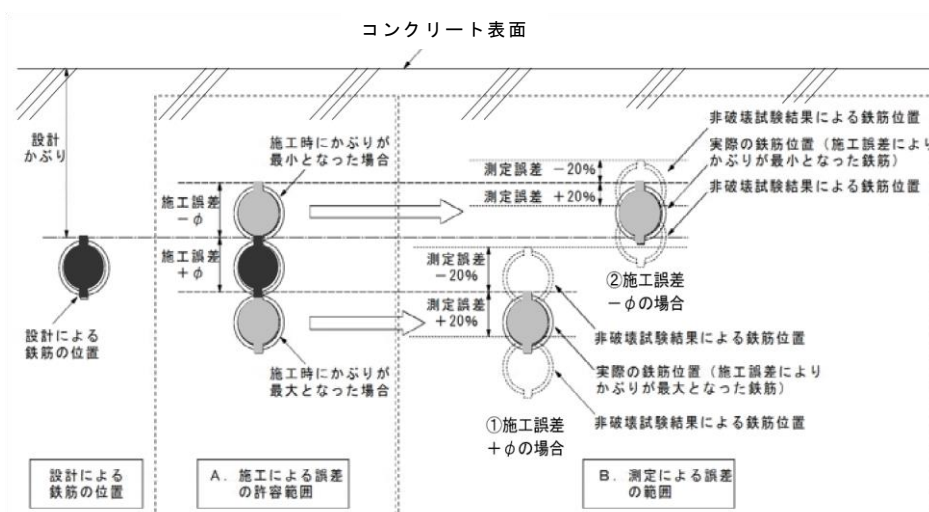 コンクリート表面
設計
かぶり
設計による
鉄筋の位置
設計による
鉄筋の位置
施工時にかぶりが
最小となった場合
施工誤差
-φ
施工誤差
+φ
施工時にかぶりが
最大となった場合
A. 施工による誤差
の許容範囲
測定誤差 -20%
測定誤差 +20%
測定誤差
-20%
測定誤差
+20%
非破壊試験結果による鉄筋位置
実際の鉄筋位置(施工誤差により
かぶりが最小となった鉄筋)
非破壊試験結果による鉄筋位置
②施工誤差
-φの場合
非破壊試験結果による鉄筋位置
実際の鉄筋位置(施工誤差により
かぶりが最大となった鉄筋)
非破壊試験結果による鉄筋位置
①施工誤差
+φの場合
B. 測定による誤差
の範囲